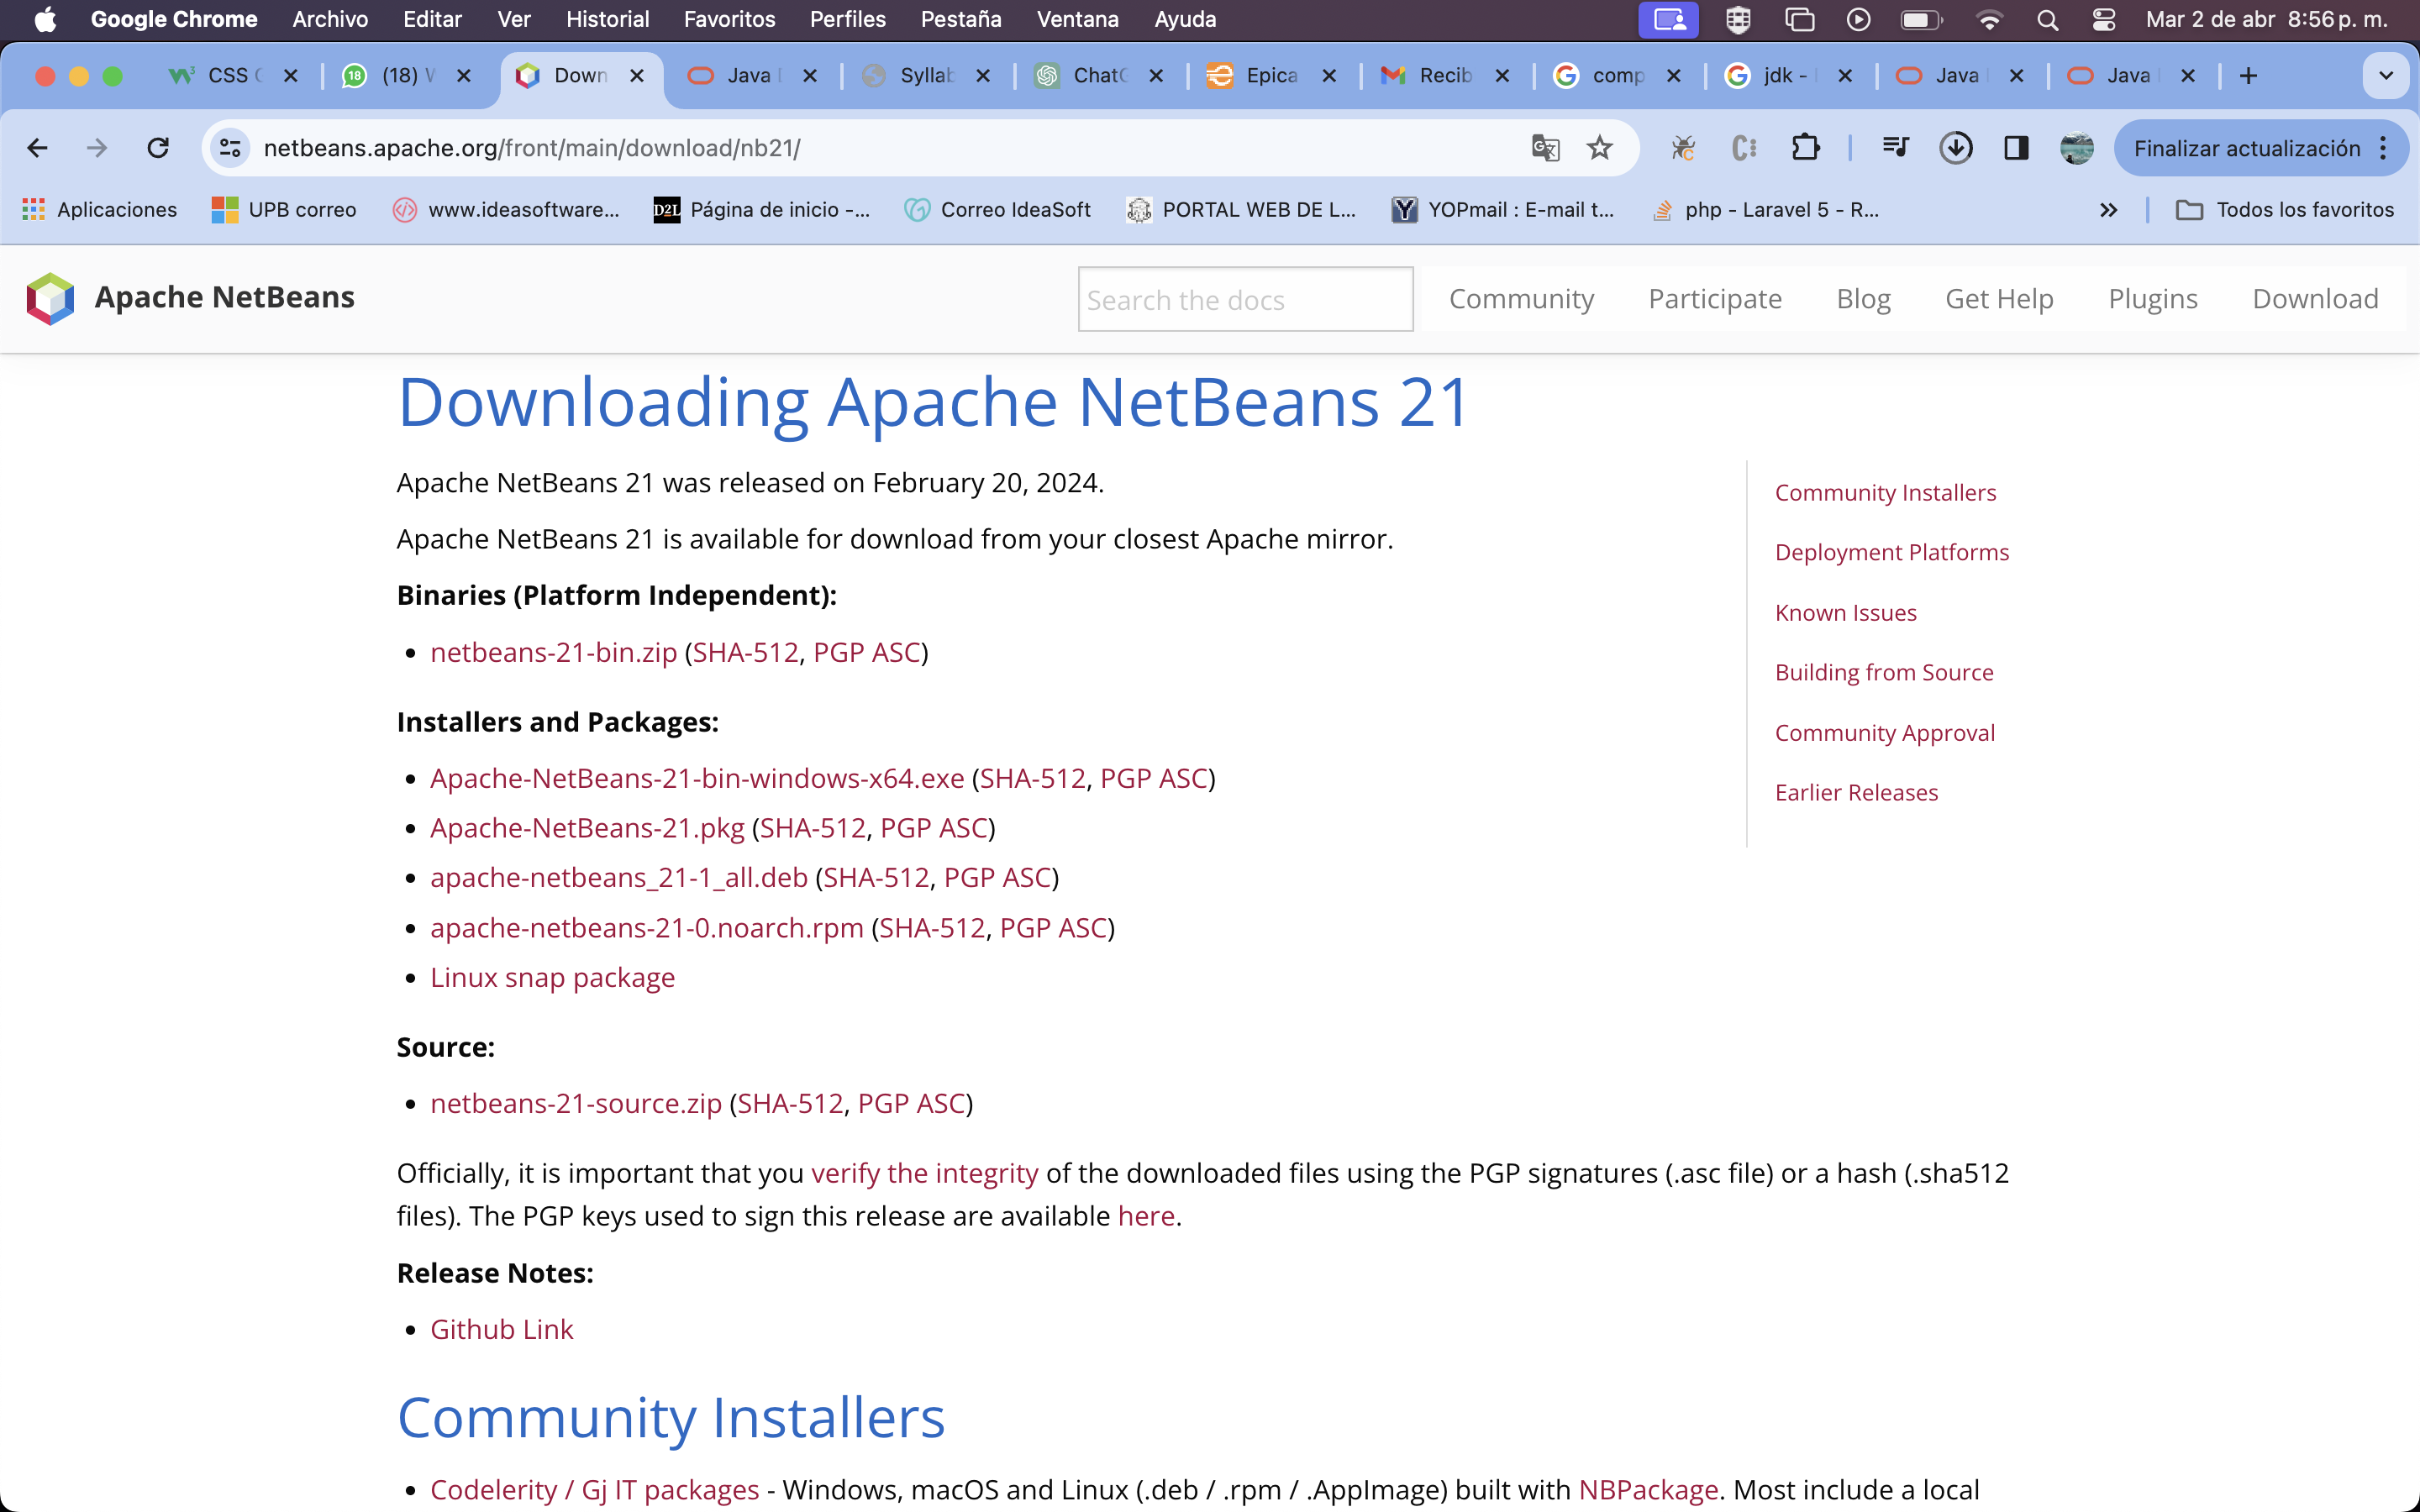 Google Chrome Archivo Editar Ver Historial Favoritos Perfiles Pestaña Ventana Ayuda Mar 2 de abr 8:56 p. m.
CSS (18) Down Java Syllab Chat Epica Recib comp jdk - Java Java
netbeans.apache.org/front/main/download/nb21/ Finalizar actualización
Aplicaciones UPB correo www.ideasoftware... D2L Página de inicio -... Correo IdeaSoft PORTAL WEB DE L... YOPmail : E-mail t... php - Laravel 5 - R... Todos los favoritos
Apache NetBeans Search the docs Community Participate Blog Get Help Plugins Download
Downloading Apache NetBeans 21
Apache NetBeans 21 was released on February 20, 2024.
Apache NetBeans 21 is available for download from your closest Apache mirror.
Binaries (Platform Independent):
• netbeans-21-bin.zip (SHA-512, PGP ASC)
Installers and Packages:
• Apache-NetBeans-21-bin-windows-x64.exe (SHA-512, PGP ASC)
• Apache-NetBeans-21.pkg (SHA-512, PGP ASC)
• apache-netbeans_21-1_all.deb (SHA-512, PGP ASC)
• apache-netbeans-21-0.noarch.rpm (SHA-512, PGP ASC)
• Linux snap package
Source:
• netbeans-21-source.zip (SHA-512, PGP ASC)
Officially, it is important that you verify the integrity of the downloaded files using the PGP signatures (.asc file) or a hash (.sha512
files). The PGP keys used to sign this release are available here.
Release Notes:
• Github Link
Community Installers
• Codelerity / Gj IT packages - Windows, macOS and Linux (.deb / .rpm / .AppImage) built with NBPackage. Most include a local
Community Installers
Deployment Platforms
Known Issues
Building from Source
Community Approval
Earlier Releases